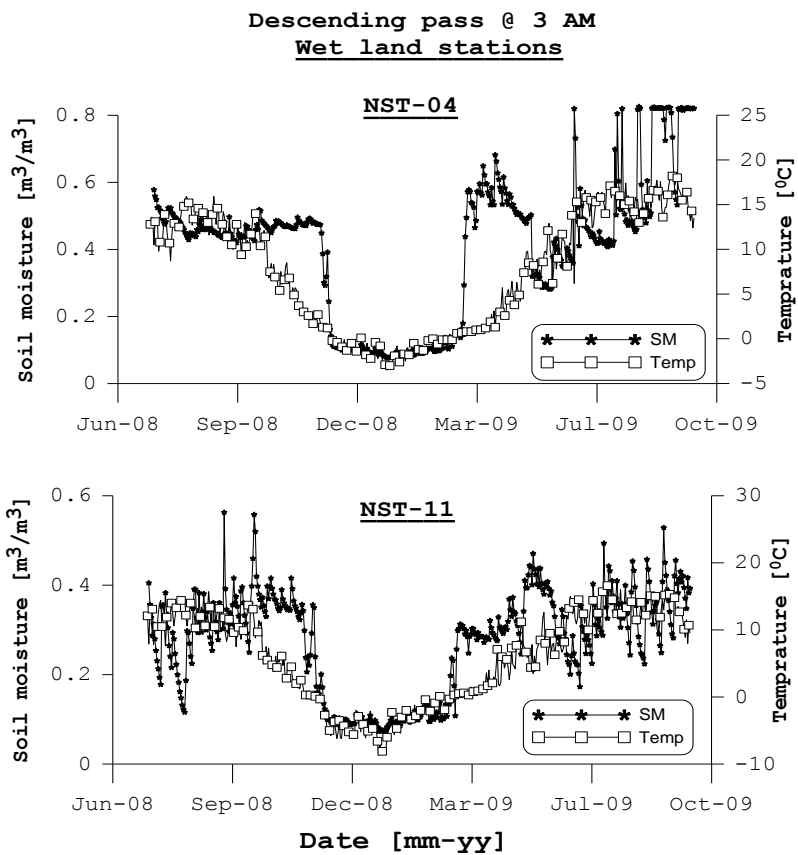 Descending pass @ 3 AM
Wet land stations
NST-04
Soil moisture [m³/m³]
0.8
0.6
0.4
0.2
0
Temprature [⁰C]
25
20
15
10
5
0
-5
SM
Temp
Jun-08 Sep-08 Dec-08 Mar-09 Jul-09 Oct-09
NST-11
Soil moisture [m³/m³]
0.6
0.4
0.2
0
Temprature [⁰C]
30
20
10
0
-10
SM
Temp
Jun-08 Sep-08 Dec-08 Mar-09 Jul-09 Oct-09
Date [mm-yy]